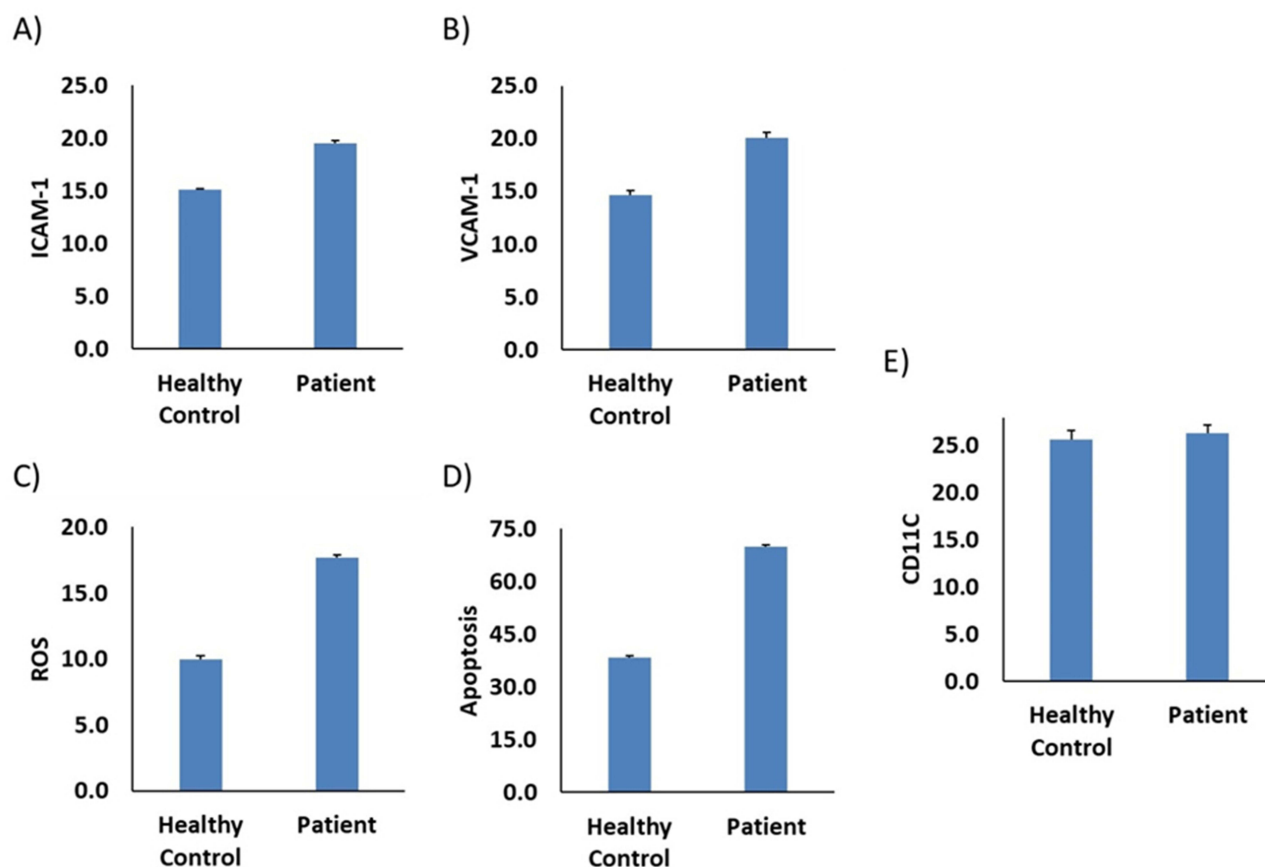 A)
25.0
20.0
15.0
10.0
5.0
0.0
ICAM-1
Healthy
Control
Patient
B)
25.0
20.0
15.0
10.0
5.0
0.0
VCAM-1
Healthy
Control
Patient
C)
20.0
15.0
10.0
5.0
0.0
ROS
Healthy
Control
Patient
D)
75.0
60.0
45.0
30.0
15.0
0.0
Apoptosis
Healthy
Control
Patient
E)
25.0
20.0
15.0
10.0
5.0
0.0
CD11C
Healthy
Control
Patient